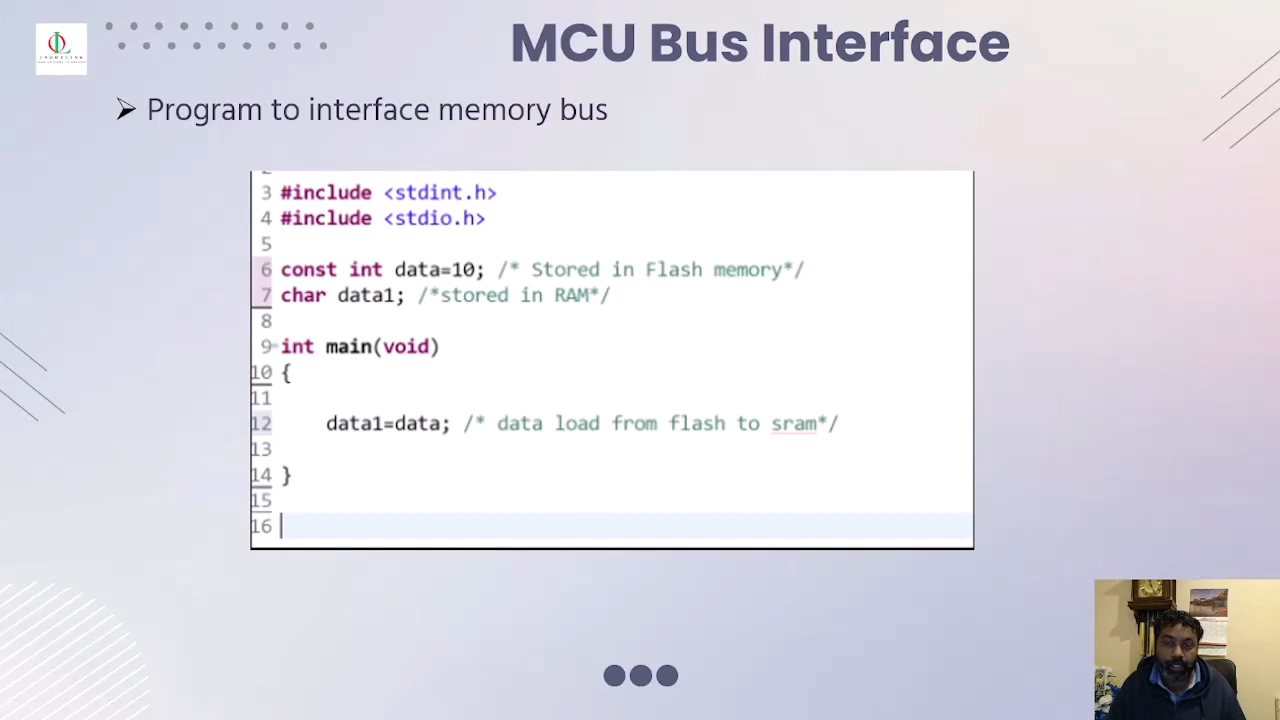 MCU Bus Interface
Program to interface memory bus
3 #include <stdint.h>
4 #include <stdio.h>
5
6 const int data=10; /* Stored in Flash memory*/
7 char data1; /*stored in RAM*/
8
9 int main(void)
10 {
11
12 data1=data; /* data load from flash to sram*/
13
14 }
15
16